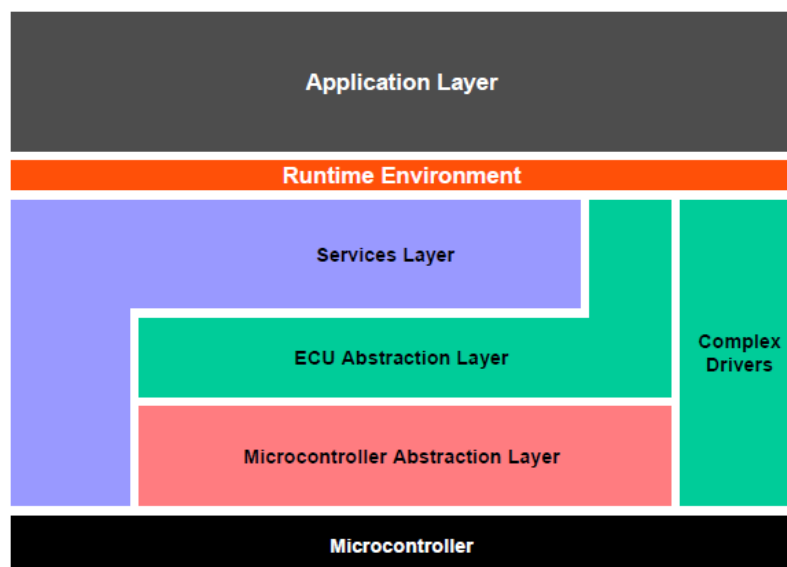 Application Layer
Runtime Environment
Services Layer
ECU Abstraction Layer
Complex
Drivers
Microcontroller Abstraction Layer
Microcontroller